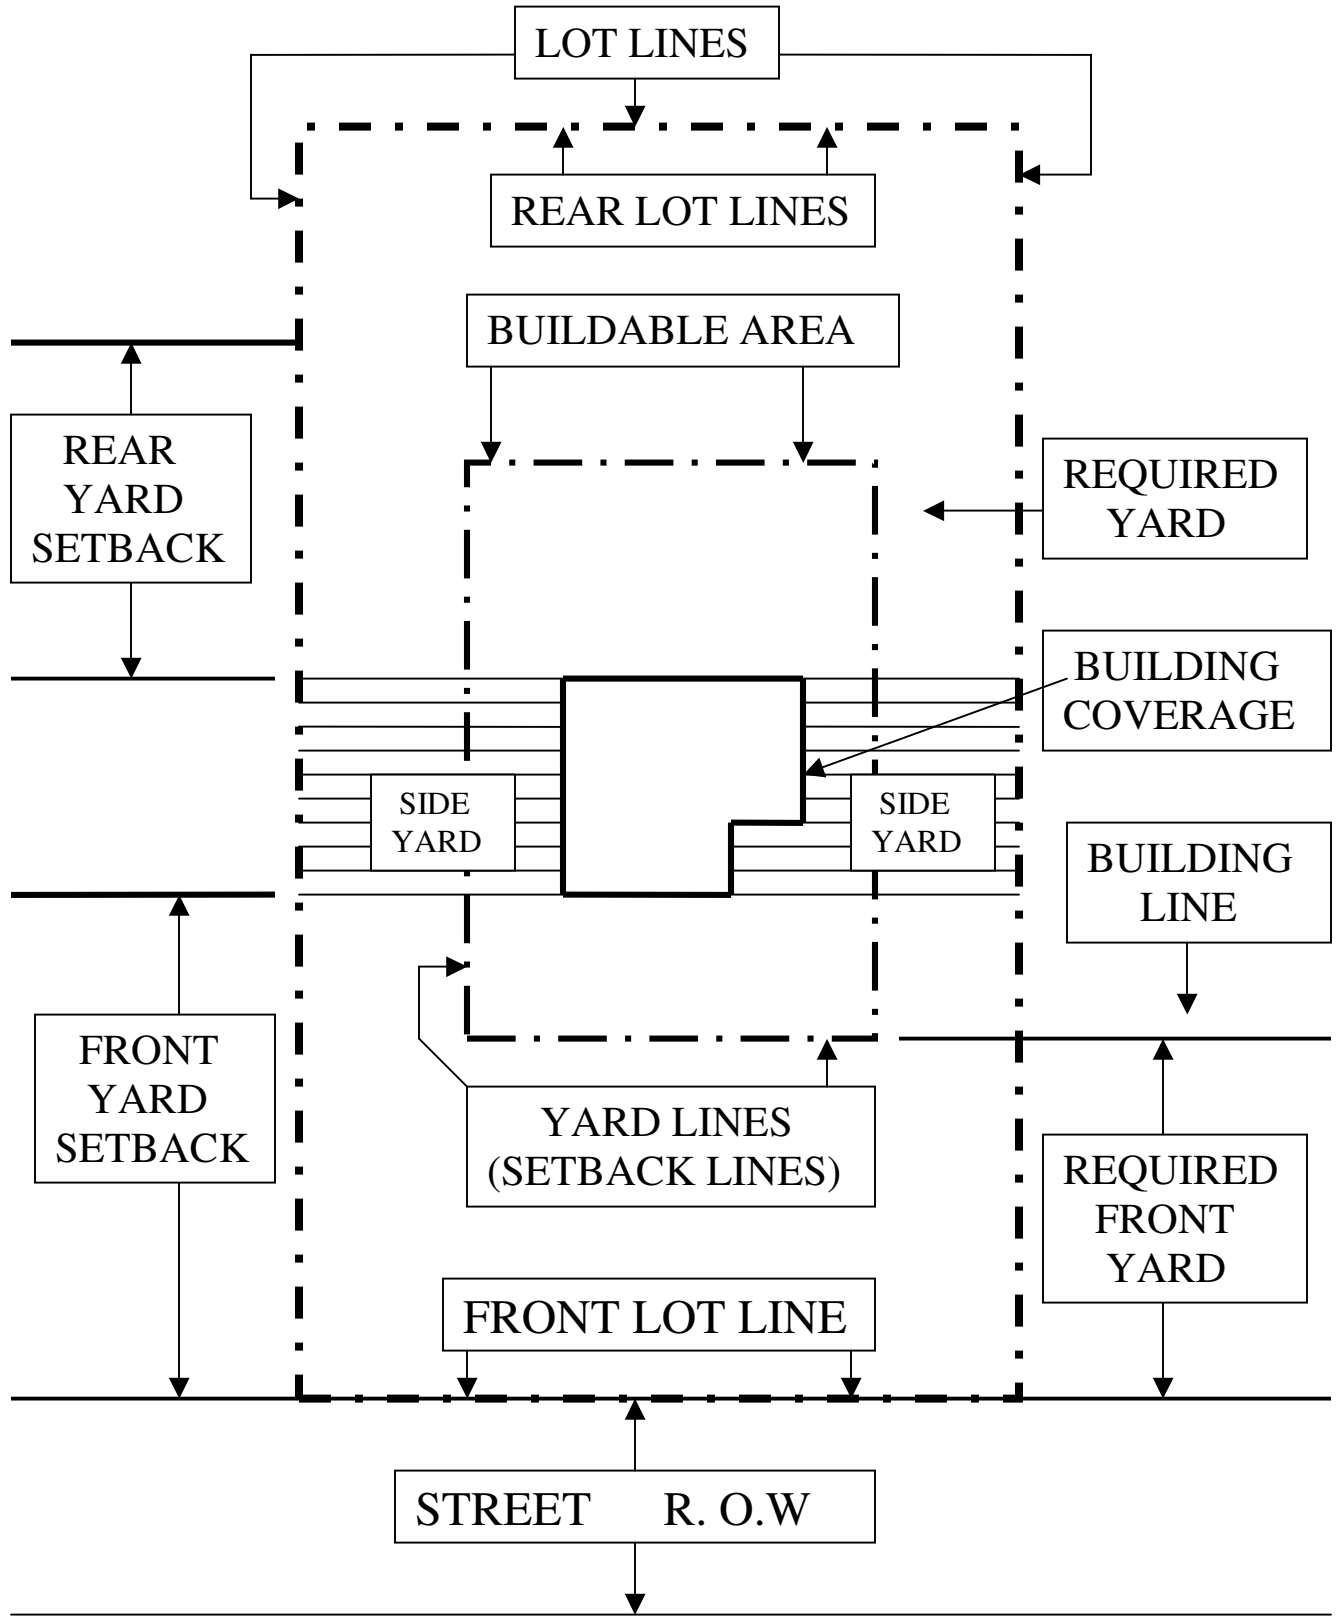 LOT LINES
REAR LOT LINES
BUILDABLE AREA
REAR
YARD
SETBACK
REQUIRED
YARD
BUILDING
COVERAGE
SIDE
YARD
SIDE
YARD
BUILDING
LINE
FRONT
YARD
SETBACK
YARD LINES
(SETBACK LINES)
REQUIRED
FRONT
YARD
FRONT LOT LINE
STREET R. O.W